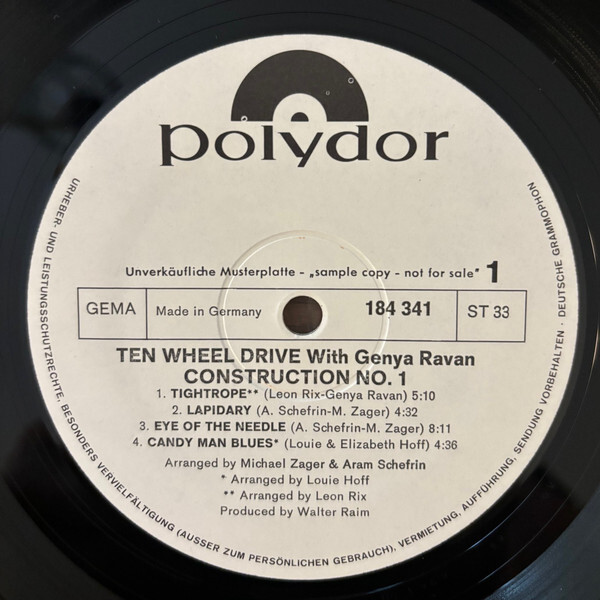 polydor
Unverkäufliche Musterplatte - „sample copy - not for sale" 1
GEMA Made in Germany 184 341 ST 33
TEN WHEEL DRIVE With Genya Ravan
CONSTRUCTION NO. 1
1. TIGHTROPE** (Leon Rix-Genya Ravan) 5:10
2. LAPIDARY (A. Schefrin-M. Zager) 4:32
3. EYE OF THE NEEDLE (A. Schefrin-M. Zager) 8:11
4. CANDY MAN BLUES* (Louie & Elizabeth Hoff) 4:36
Arranged by Michael Zager & Aram Schefrin
* Arranged by Louie Hoff
** Arranged by Leon Rix
Produced by Walter Raim
URHEBER- UND LEISTUNGSSCHUTZRECHTE, BESONDERS VERVIELFÄLTIGUNG (AUSSER ZUM PERSÖNLICHEN GEBRAUCH), VERMIETUNG, AUFFÜHRUNG, SENDUNG VORBEHALTEN · DEUTSCHE GRAMMOPHON